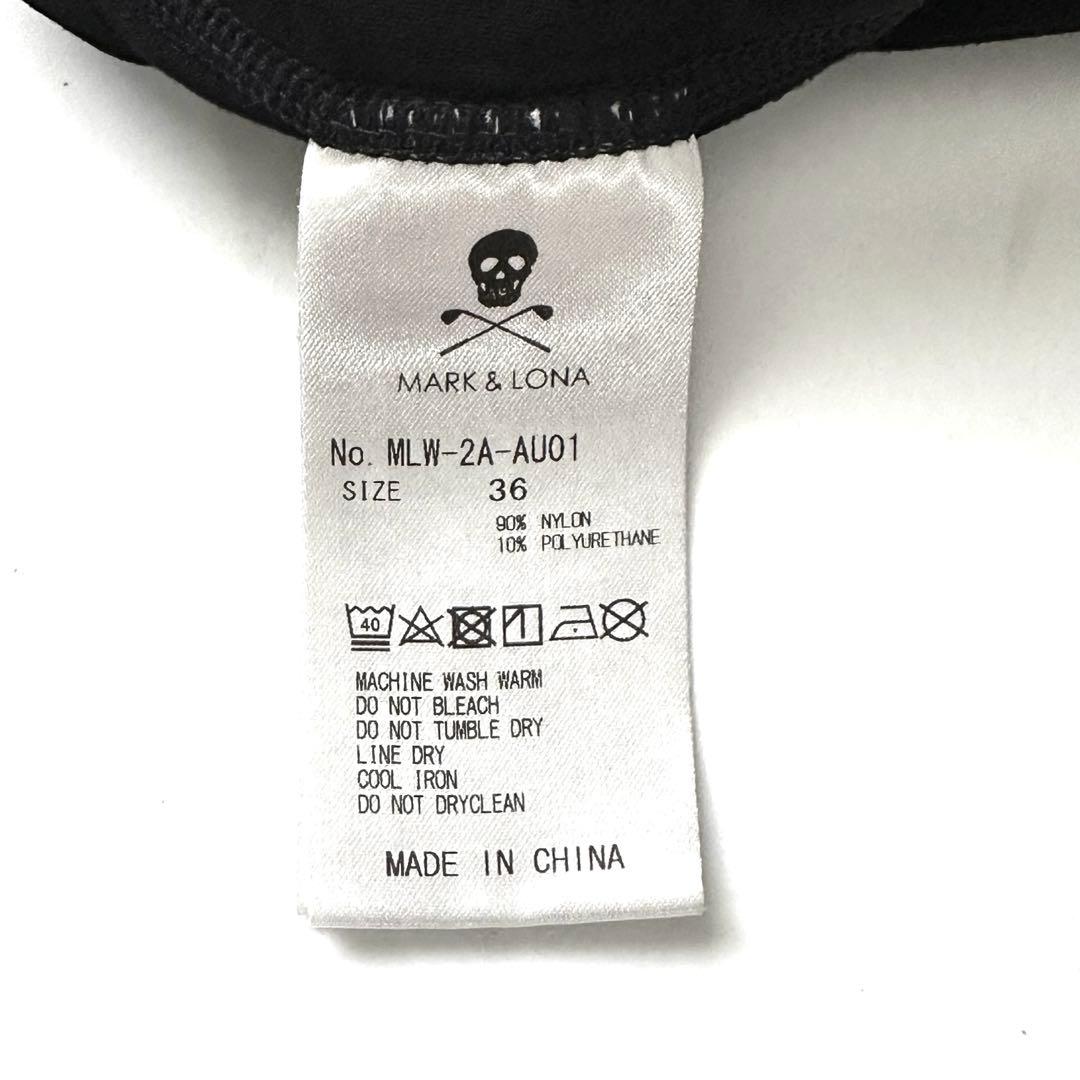 MARK & LONA
No. MLW-2A-AU01
SIZE 36
90% NYLON
10% POLYURETHANE
40
MACHINE WASH WARM
DO NOT BLEACH
DO NOT TUMBLE DRY
LINE DRY
COOL IRON
DO NOT DRYCLEAN
MADE IN CHINA